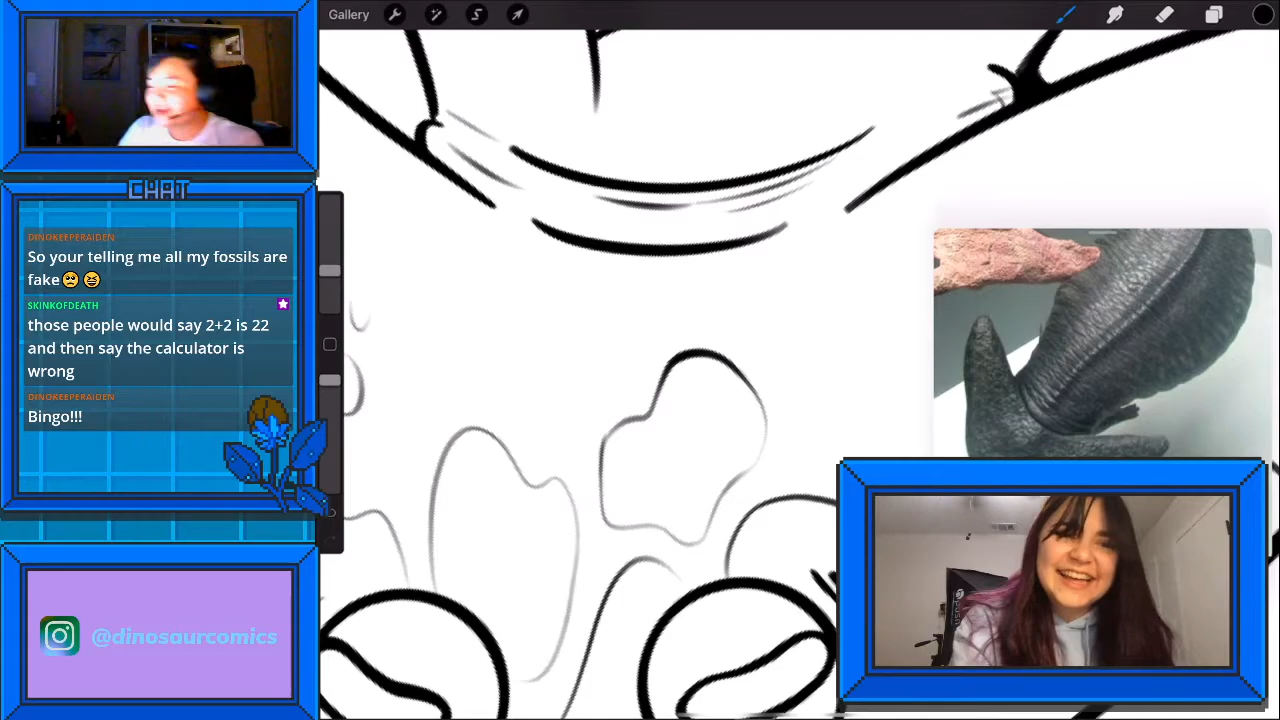 Gallery
CHAT
DINOKEEPERAIDEN
So your telling me all my fossils are
fake🥺 😆
SKINKOFDEATH
those people would say 2+2 is 22
and then say the calculator is
wrong
DINOKEEPERAIDEN
Bingo!!!
@dinosaurcomics